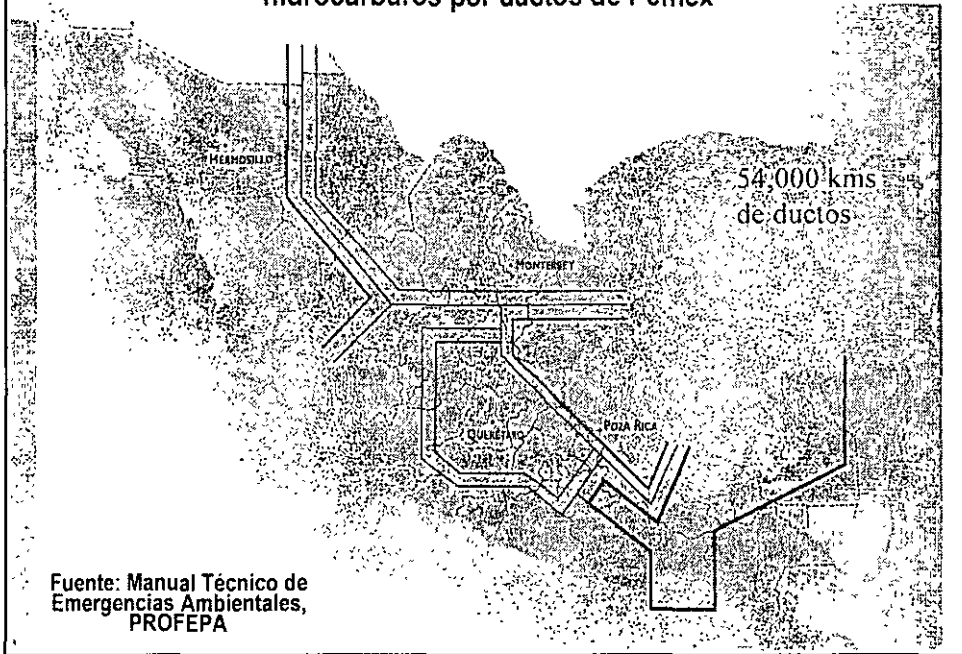 hidrocarburos por ductos de Pemex
HERMOSILLO
54,000 kms
de ductos
MONTERREY
QUERÉTARO
POZA RICA
Fuente: Manual Técnico de
Emergencias Ambientales,
PROFEPA